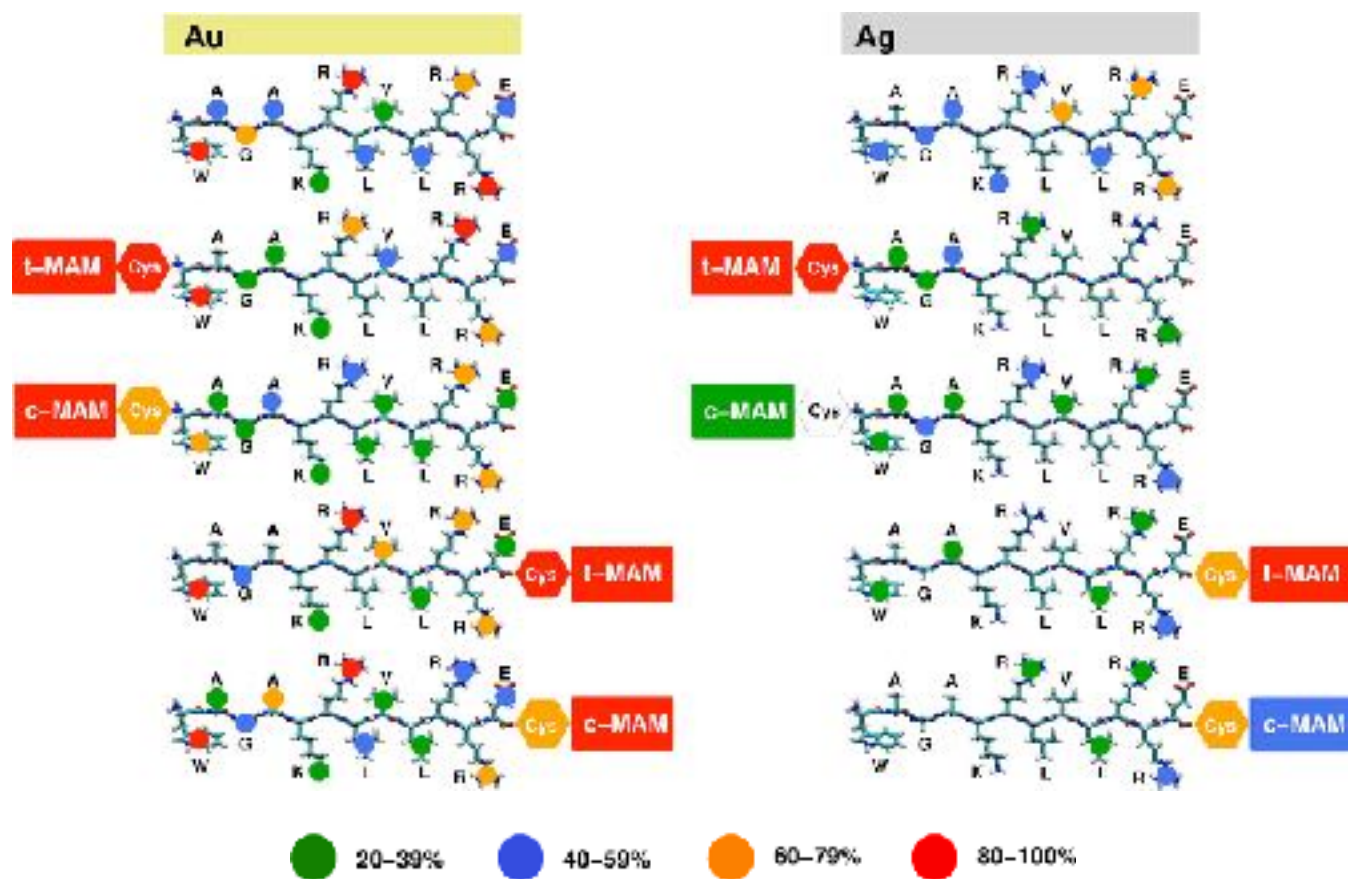 Au
Ag
A A R V R E
W G K L L R
A A R V R E
W G K L L R
A A R V R E
t–MAM Cys
W G K L L R
A A R V R E
t–MAM Cys
W G K L L R
A A R V R E
c–MAM Cys
W G K L L R
A A R V R E
c–MAM Cys
W G K L L R
A A R V R E
Cys t–MAM
W G K L L R
A A R V R E
Cys t–MAM
W G K L L R
A A R V R E
Cys c–MAM
W G K L L R
A A R V R E
Cys c–MAM
W G K L L R
20–39% 40–59% 60–79% 80–100%